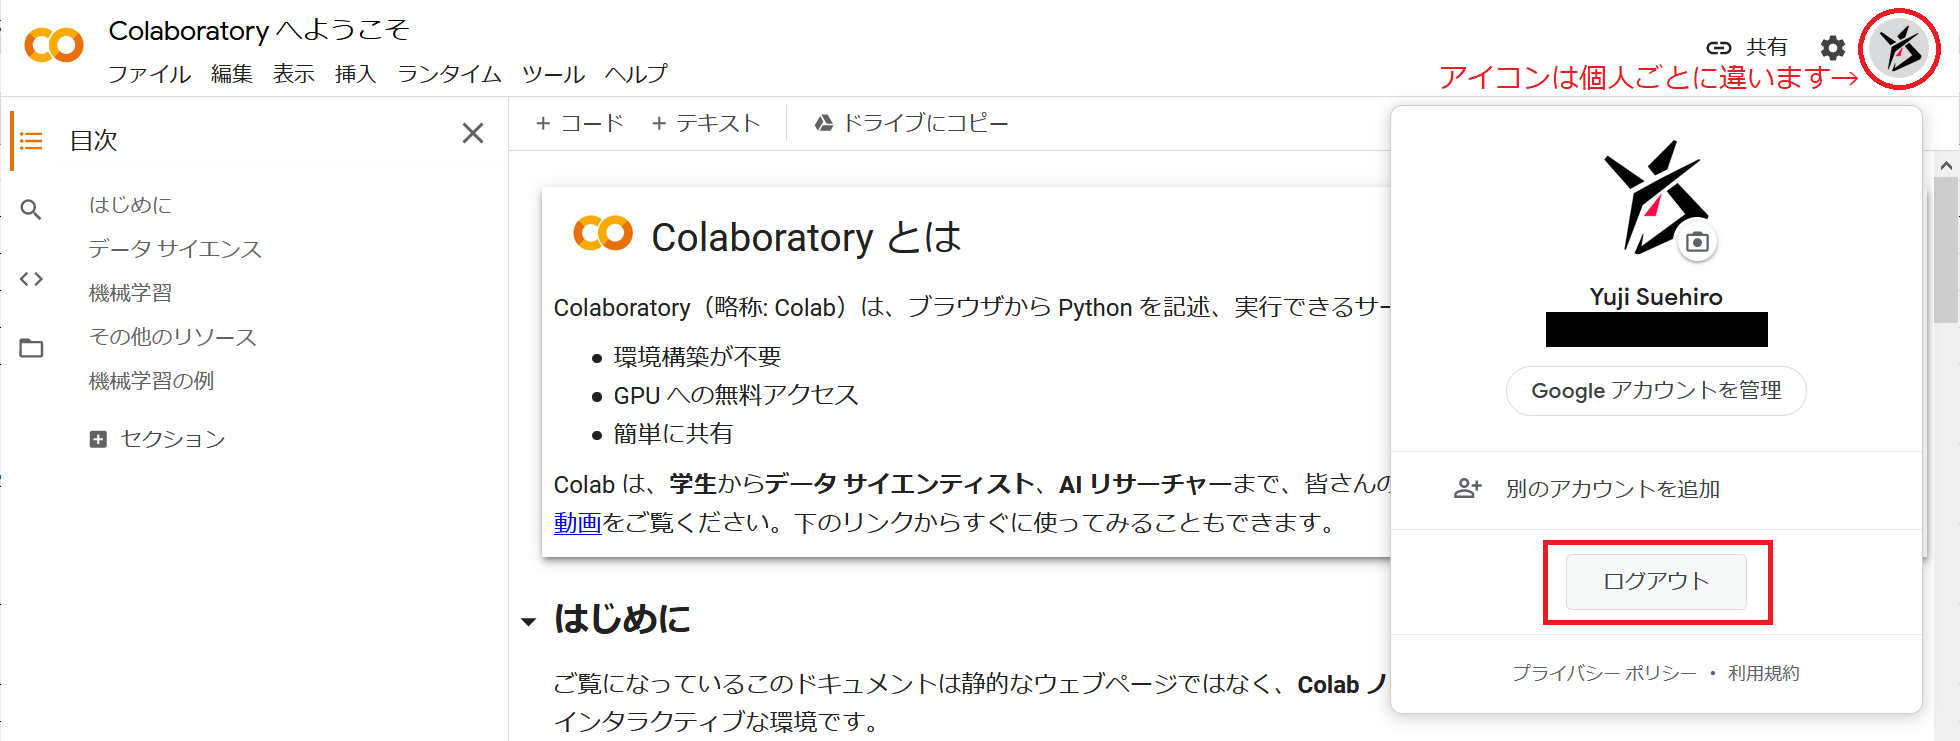 Colaboratory へようこそ
ファイル 編集 表示 挿入 ランタイム ツール ヘルプ
共有
アイコンは個人ごとに違います→
目次
はじめに
データ サイエンス
機械学習
その他のリソース
機械学習の例
セクション
+ コード + テキスト ドライブにコピー
Colaboratory とは
Colaboratory（略称: Colab）は、ブラウザから Python を記述、実行できるサー
• 環境構築が不要
• GPU への無料アクセス
• 簡単に共有
Colab は、学生からデータ サイエンティスト、AI リサーチャーまで、皆さんの
動画をご覧ください。下のリンクからすぐに使ってみることもできます。
はじめに
ご覧になっているこのドキュメントは静的なウェブページではなく、Colab ノ
インタラクティブな環境です。
Yuji Suehiro
Google アカウントを管理
別のアカウントを追加
ログアウト
プライバシー ポリシー ・ 利用規約